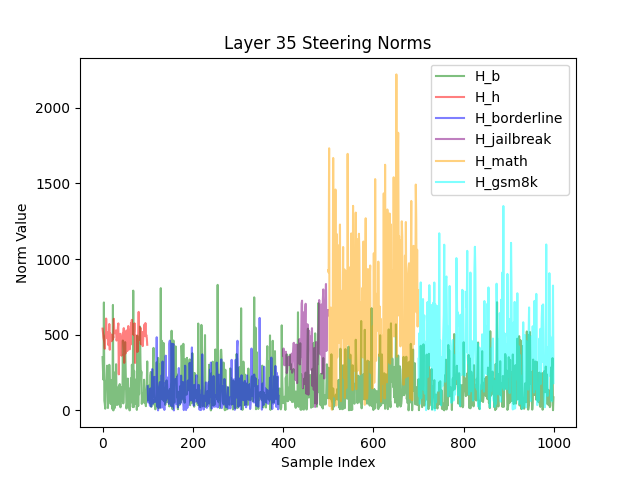 Layer 35 Steering Norms
H_b
H_h
H_borderline
H_jailbreak
H_math
H_gsm8k
2000
1500
1000
500
0
Norm Value
0 200 400 600 800 1000
Sample Index